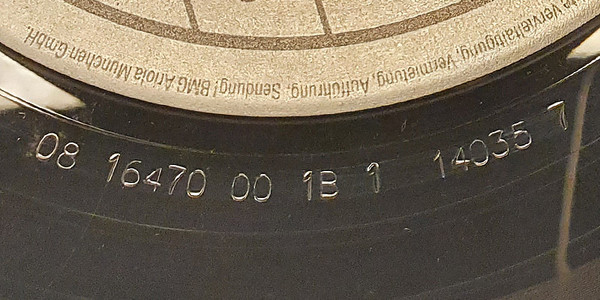 Vervielfältigung, Vermietung, Aufführung, Sendung! BMG Ariola München GmbH.
08 16470 00 1B 1 14035 7